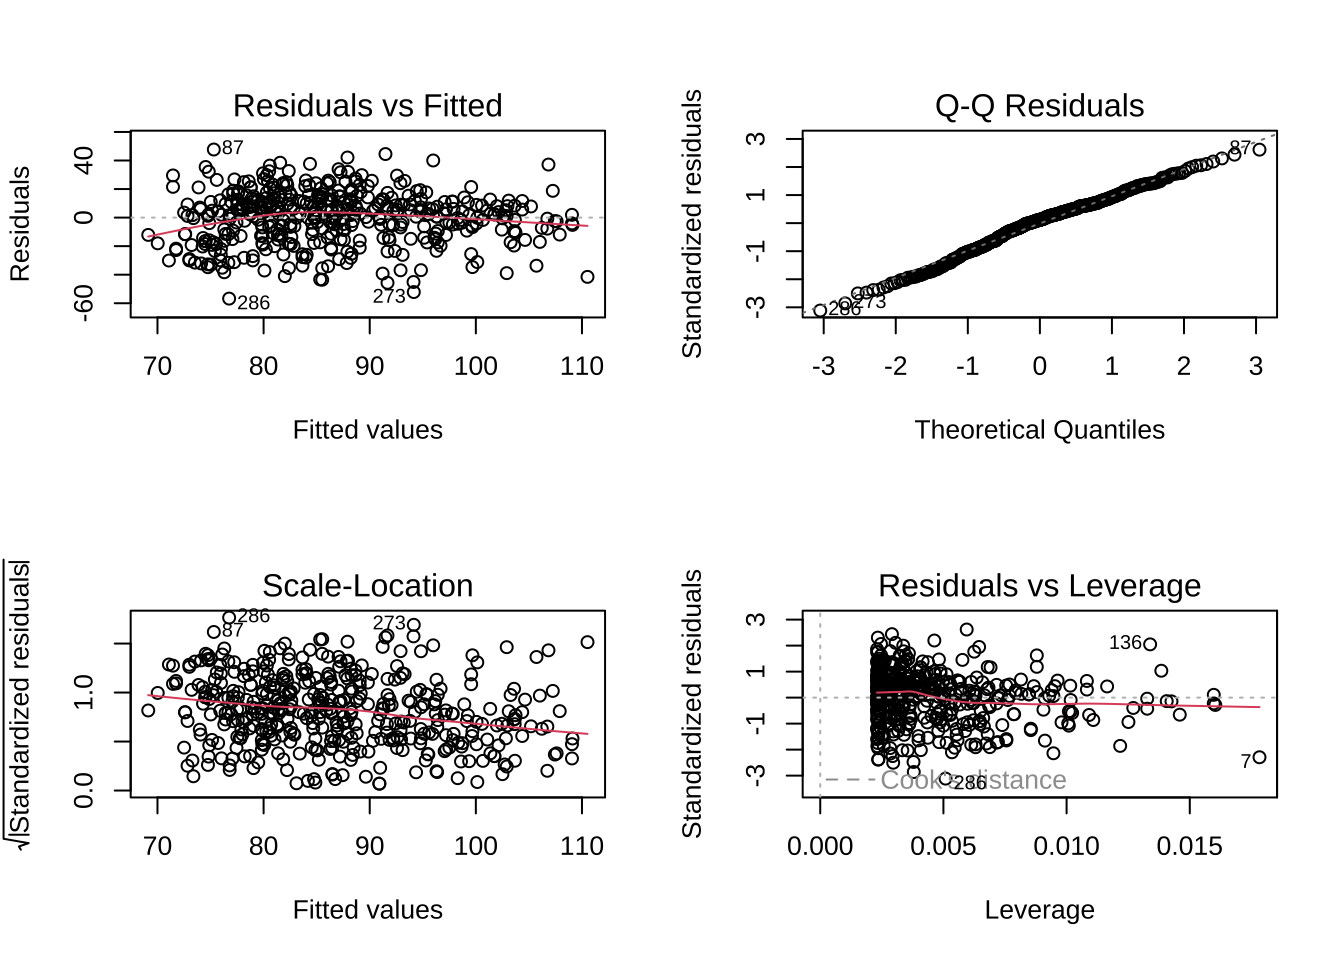 Residuals vs Fitted
Residuals
40
0
-60
87
286
273
70 80 90 100 110
Fitted values
Q-Q Residuals
Standardized residuals
3
1
-1
-3
87
286
273
-3 -2 -1 0 1 2 3
Theoretical Quantiles
Scale-Location
√|Standardized residuals|
1.0
0.0
286
87
273
70 80 90 100 110
Fitted values
Residuals vs Leverage
Standardized residuals
3
1
-1
-3
136
7
286
Cook's distance
0.000 0.005 0.010 0.015
Leverage